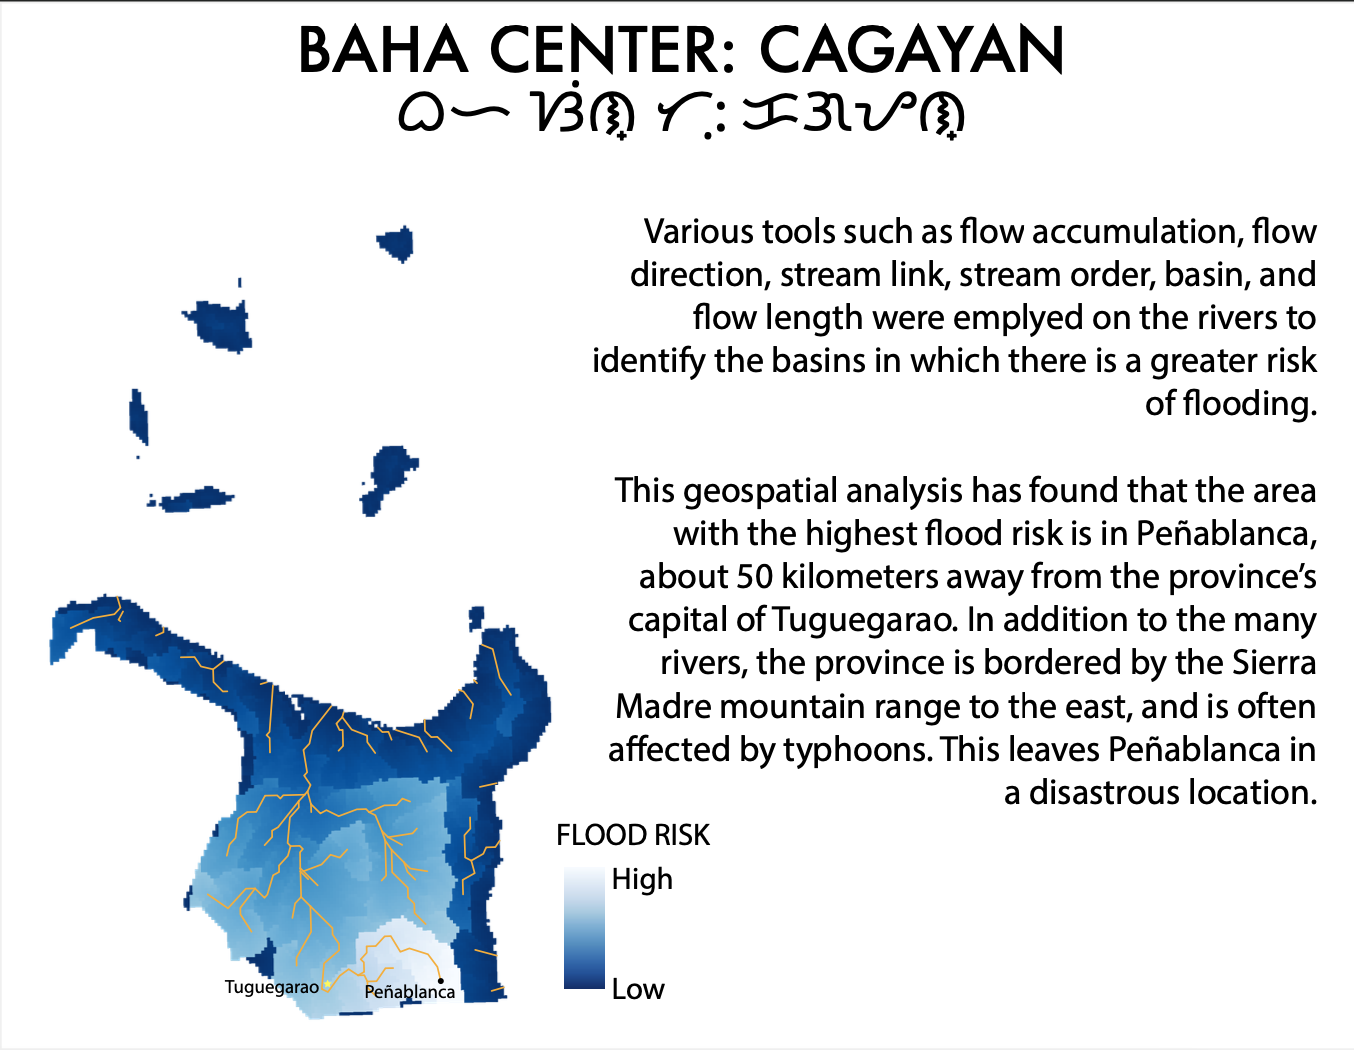 BAHA CENTER: CAGAYAN
ᜊᜑ ᜐᜒᜈ᜔ ᜆᜓ: ᜃᜄᜌᜈ᜔
Various tools such as flow accumulation, flow
direction, stream link, stream order, basin, and
flow length were emplyed on the rivers to
identify the basins in which there is a greater risk
of flooding.
This geospatial analysis has found that the area
with the highest flood risk is in Peñablanca,
about 50 kilometers away from the province’s
capital of Tuguegarao. In addition to the many
rivers, the province is bordered by the Sierra
Madre mountain range to the east, and is often
affected by typhoons. This leaves Peñablanca in
a disastrous location.
FLOOD RISK
High
Low
Tuguegarao
Peñablanca